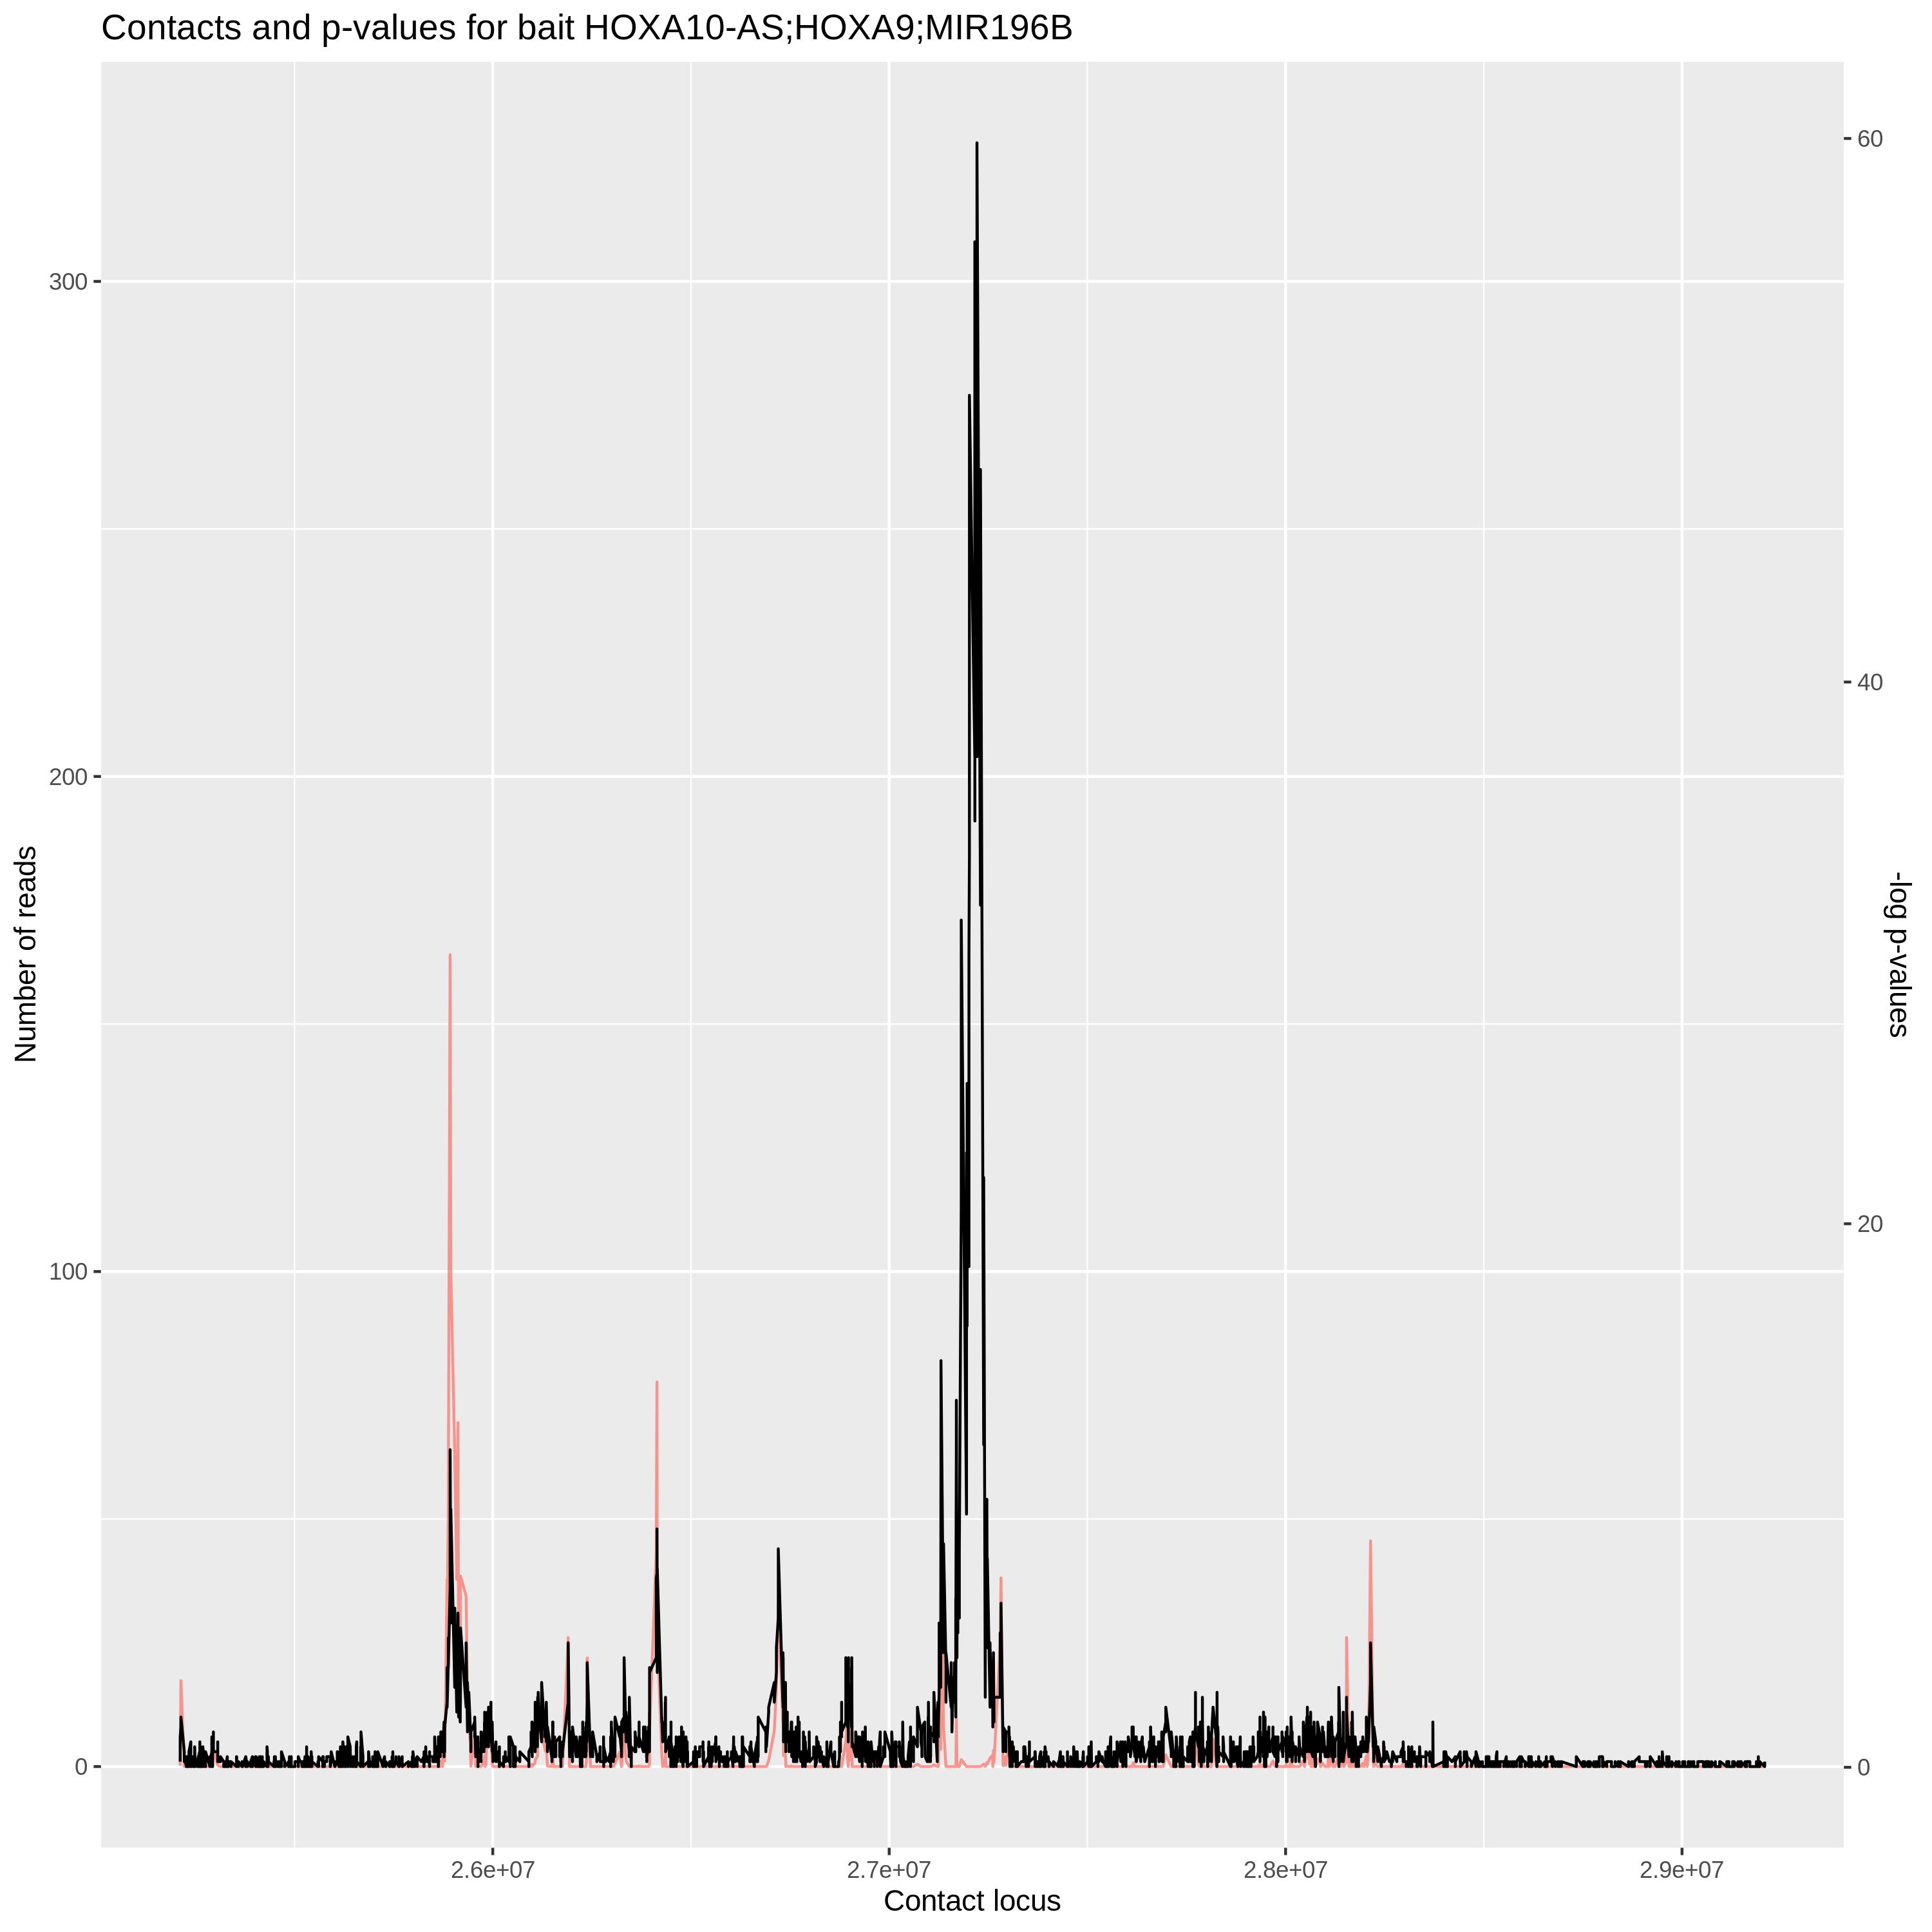 Contacts and p-values for bait HOXA10-AS;HOXA9;MIR196B
60
300
40
200
Number of reads
-log p-values
20
100
0
0
2.6e+07
2.7e+07
2.8e+07
2.9e+07
Contact locus